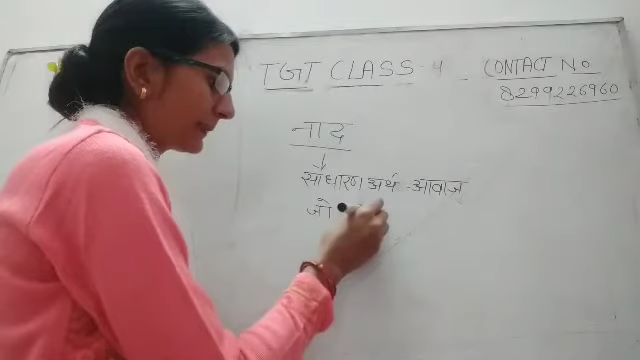 TGT CLASS - 4
CONTACT NO
8299226960
नाद
साधारण अर्थ - आवाज
जो